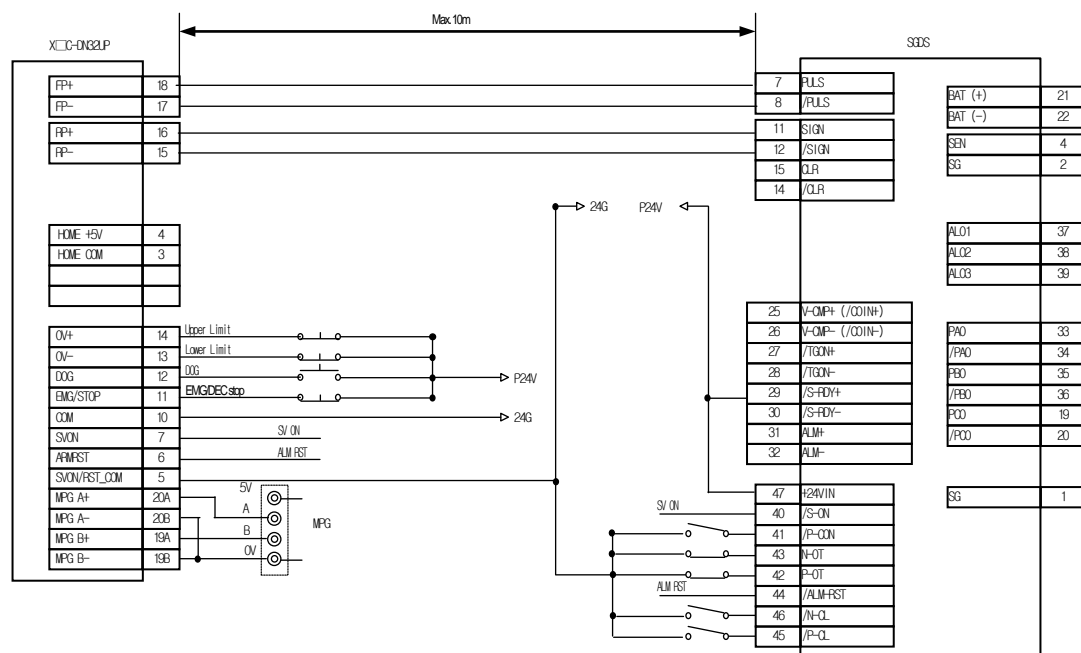 Max. 10m
X□C-DN32UP
SGDS
FP+ 18
FP- 17
RP+ 16
RP- 15
HOME +5V 4
HOME COM 3
OV+ 14 Upper Limit
OV- 13 Lower Limit
DOG 12 DOG
EMG/STOP 11 EMG/DEC stop
COM 10
SVON 7 SV ON
ARMRST 6 ALM RST
SVON/RST_COM 5
MPG A+ 20A
MPG A- 20B
MPG B+ 19A
MPG B- 19B
5V
A
B
0V
MPG
P24V
24G
24G
P24V
7 PULS
8 /PULS
11 SIGN
12 /SIGN
15 CLR
14 /CLR
25 V-CMP+ (/COIN+)
26 V-CMP- (/COIN-)
27 /TGON+
28 /TGON-
29 /S-RDY+
30 /S-RDY-
31 ALM+
32 ALM-
47 +24VIN
SV ON 40 /S-ON
41 /P-CON
43 N-OT
42 P-OT
ALM RST 44 /ALM-RST
46 /N-CL
45 /P-CL
BAT (+) 21
BAT (-) 22
SEN 4
SG 2
ALO1 37
ALO2 38
ALO3 39
PAO 33
/PAO 34
PBO 35
/PBO 36
PCO 19
/PCO 20
SG 1